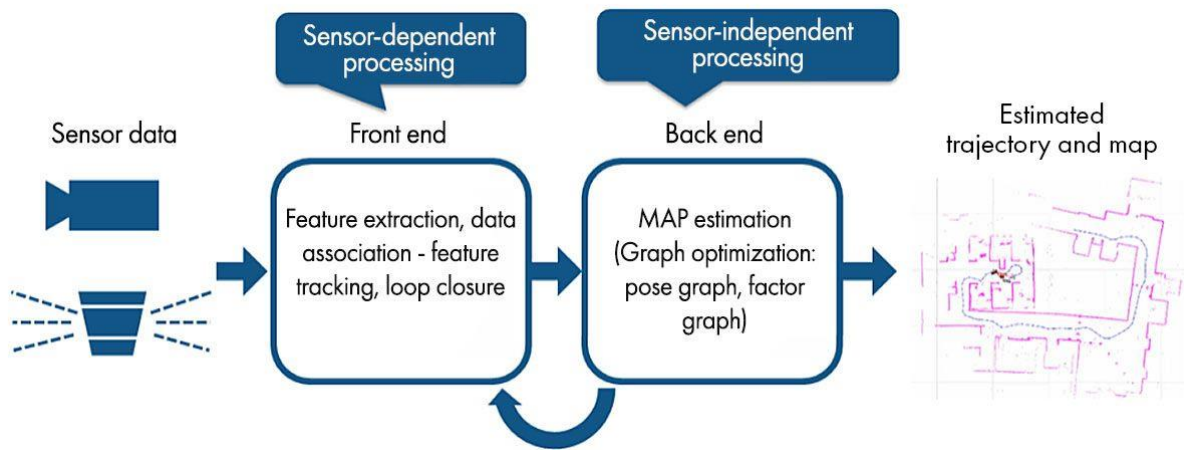 Sensor-dependent
processing
Sensor-independent
processing
Sensor data
Front end
Back end
Estimated
trajectory and map
Feature extraction, data
association - feature
tracking, loop closure
MAP estimation
(Graph optimization:
pose graph, factor
graph)